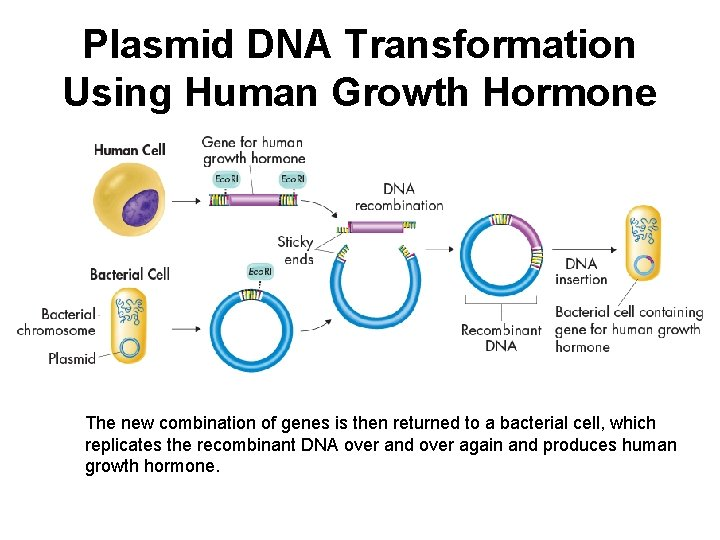 Plasmid DNA Transformation
Using Human Growth Hormone
Human Cell
Gene for human
growth hormone
Eco RI
Eco RI
DNA
recombination
Sticky
ends
Bacterial Cell
Eco RI
Bacterial
chromosome
Plasmid
Recombinant
DNA
DNA
insertion
Bacterial cell containing
gene for human growth
hormone
The new combination of genes is then returned to a bacterial cell, which
replicates the recombinant DNA over and over again and produces human
growth hormone.